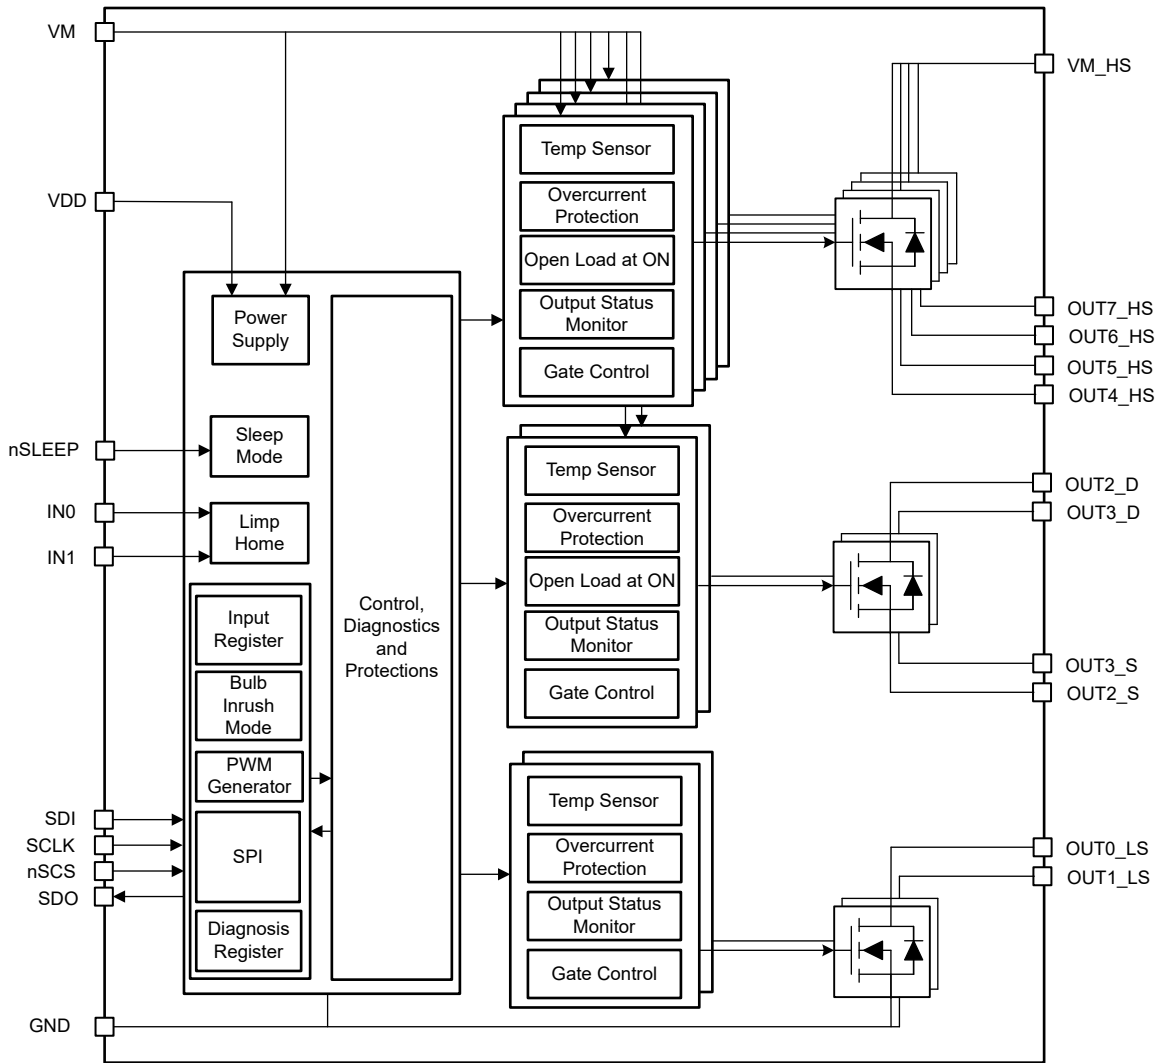 VM
VDD
nSLEEP
IN0
IN1
SDI
SCLK
nSCS
SDO
GND
Power
Supply
Sleep
Mode
Limp
Home
Input
Register
Bulb
Inrush
Mode
PWM
Generator
SPI
Diagnosis
Register
Control,
Diagnostics
and
Protections
Temp Sensor
Overcurrent
Protection
Open Load at ON
Output Status
Monitor
Gate Control
Temp Sensor
Overcurrent
Protection
Open Load at ON
Output Status
Monitor
Gate Control
Temp Sensor
Overcurrent
Protection
Output Status
Monitor
Gate Control
VM_HS
OUT7_HS
OUT6_HS
OUT5_HS
OUT4_HS
OUT2_D
OUT3_D
OUT3_S
OUT2_S
OUT0_LS
OUT1_LS